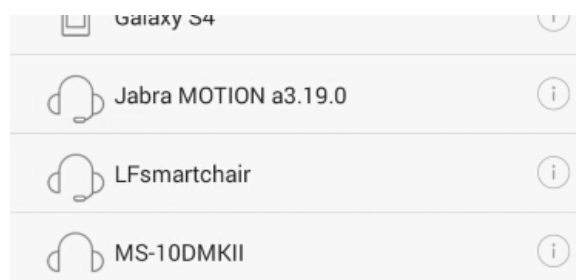 Galaxy S4
Jabra MOTION a3.19.0
LFsmartchair
MS-10DMKII